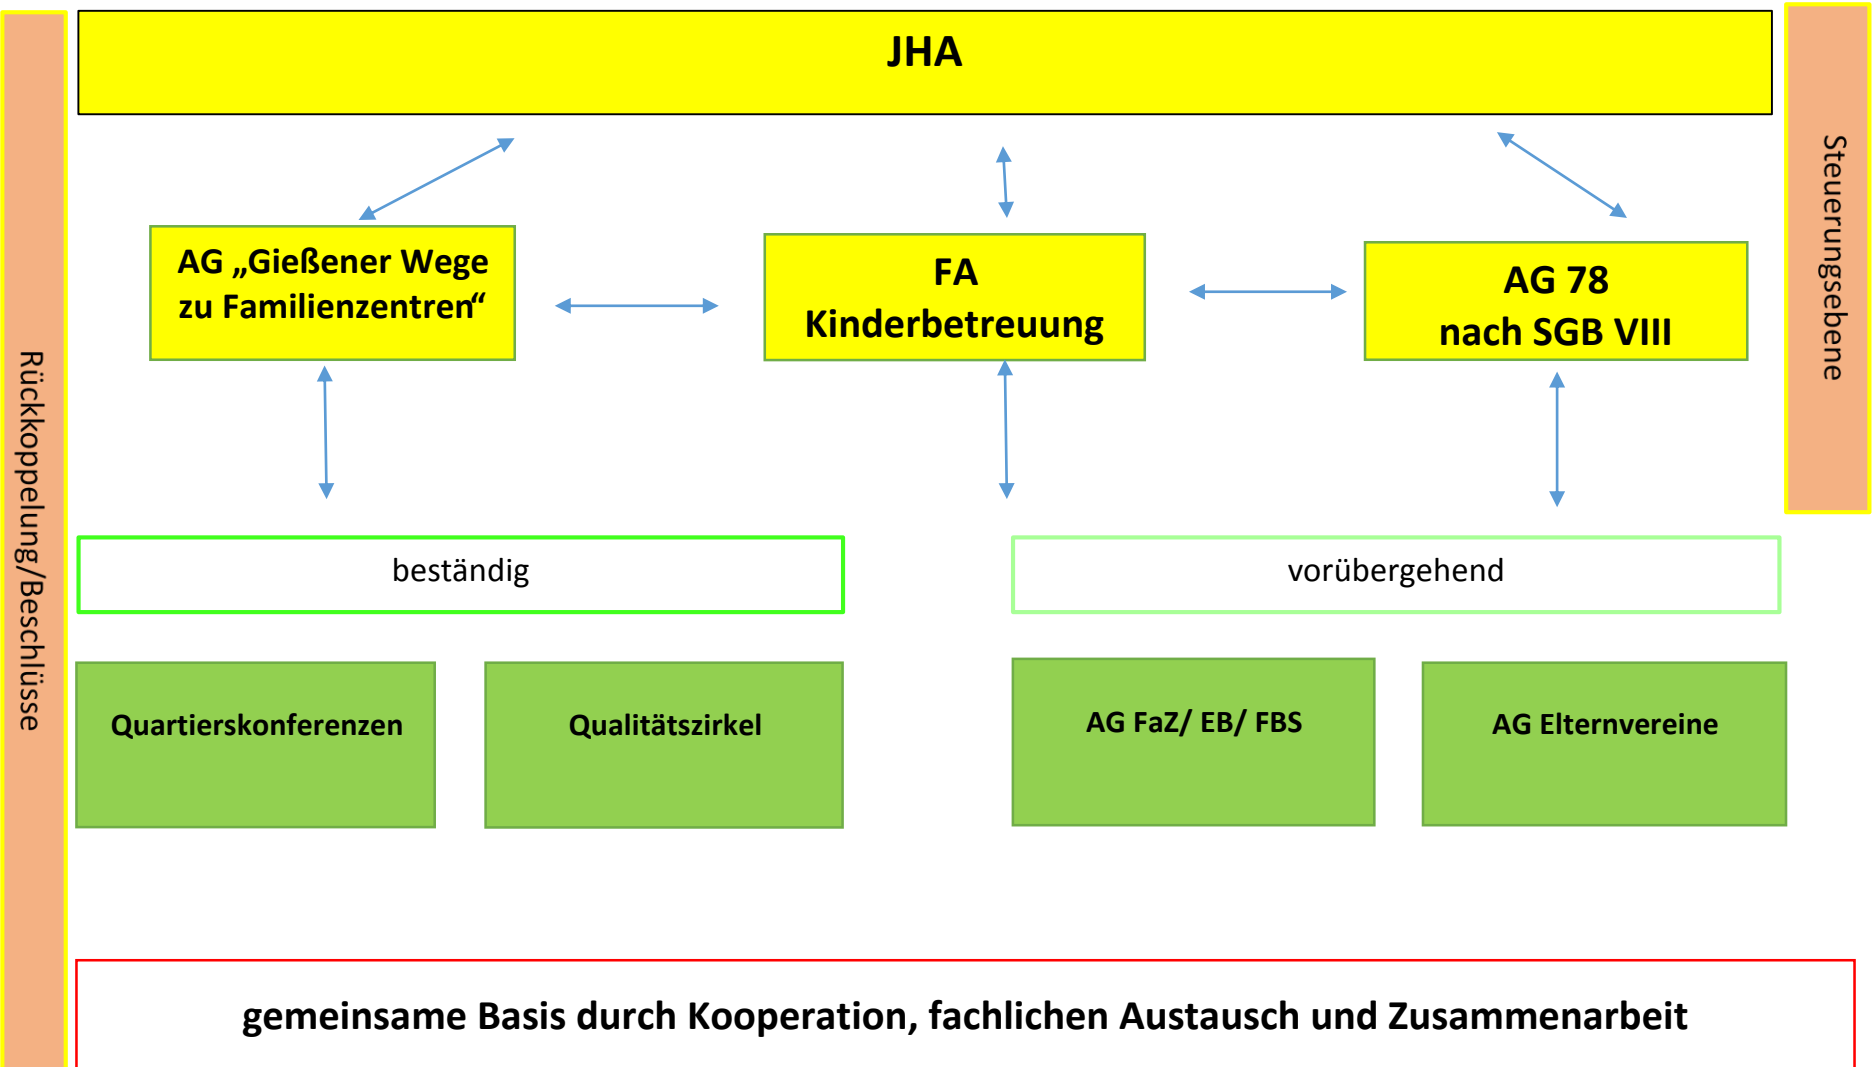 JHA
Steuerungsebene
Rückkoppelung/Beschlüsse
AG „Gießener Wege
zu Familienzentren“
FA
Kinderbetreuung
AG 78
nach SGB VIII
beständig
vorübergehend
Quartierskonferenzen
Qualitätszirkel
AG FaZ/ EB/ FBS
AG Elternvereine
gemeinsame Basis durch Kooperation, fachlichen Austausch und Zusammenarbeit